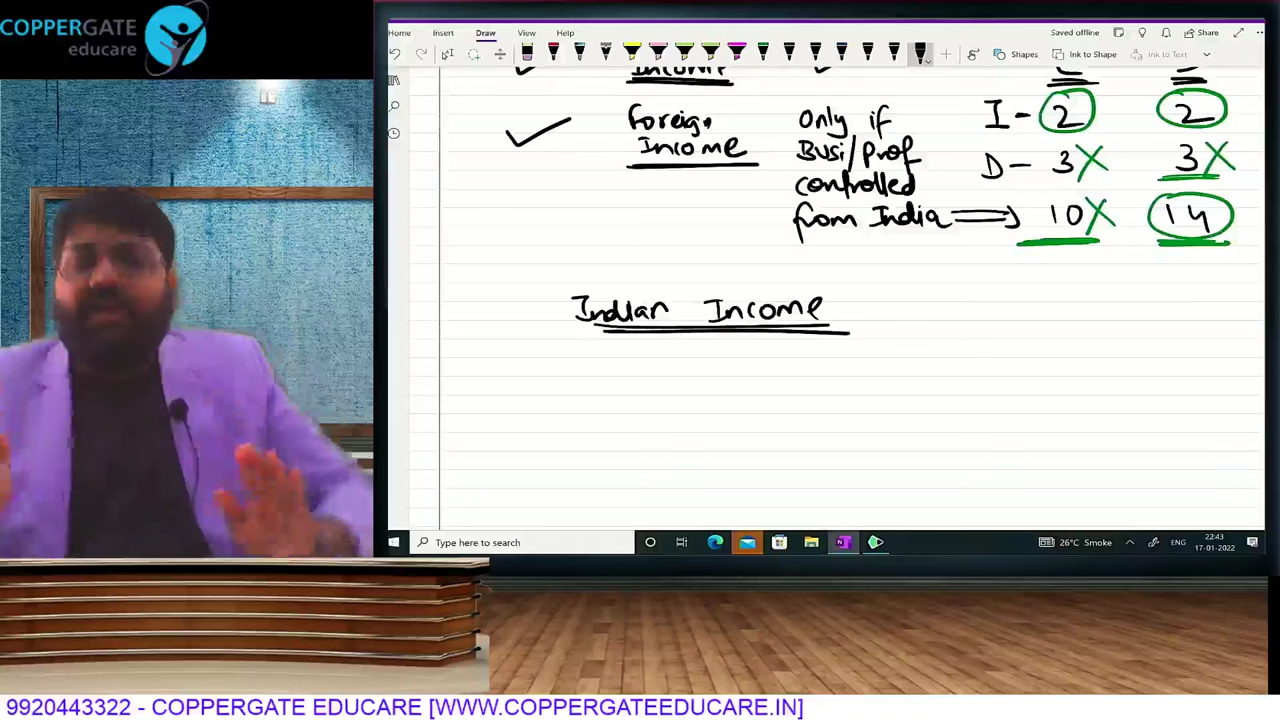 COPPERGATE
educare
Home Insert Draw View Help
Saved offline
Share
Shapes
Ink to Shape
Ink to Text
Income
Foreign Only if I - 2 2
Income Busi/Prof D - 3X 3X
controlled
from India => 10X 14
Indian Income
Type here to search
26°C Smoke
ENG
22:43
17-01-2022
9920443322 - COPPERGATE EDUCARE [WWW.COPPERGATEEDUCARE.IN]